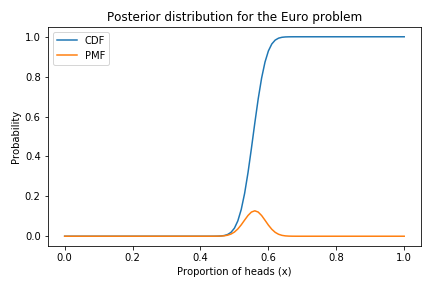 Posterior distribution for the Euro problem
CDF
PMF
1.0
0.8
0.6
0.4
0.2
0.0
Probability
0.0 0.2 0.4 0.6 0.8 1.0
Proportion of heads (x)